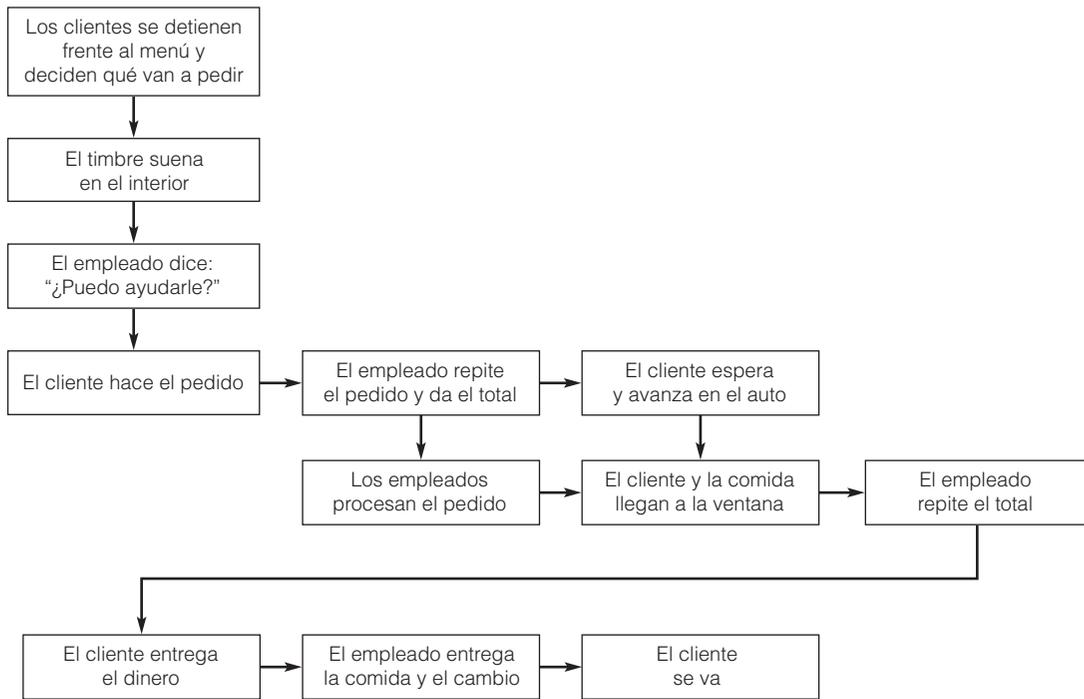 Los clientes se detienen
frente al menú y
deciden qué van a pedir
El timbre suena
en el interior
El empleado dice:
“¿Puedo ayudarle?”
El cliente hace el pedido
El empleado repite
el pedido y da el total
El cliente espera
y avanza en el auto
Los empleados
procesan el pedido
El cliente y la comida
llegan a la ventana
El empleado
repite el total
El cliente entrega
el dinero
El empleado entrega
la comida y el cambio
El cliente
se va